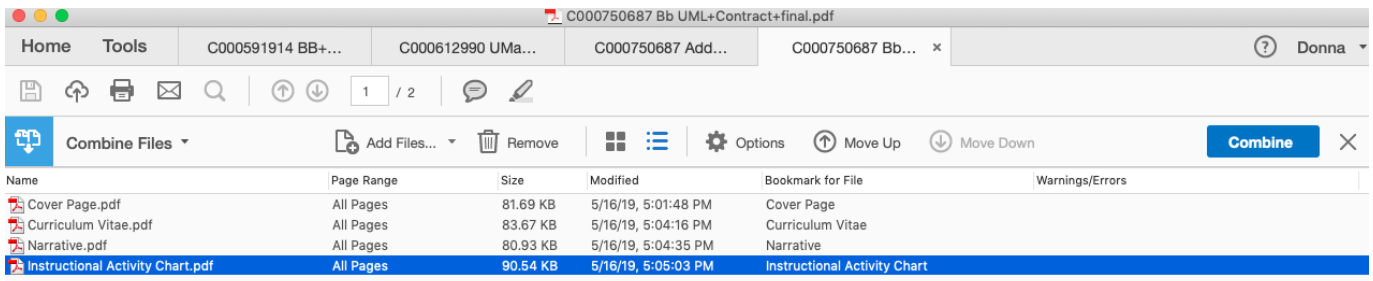 C000750687 Bb UML+Contract+final.pdf
Home Tools C000591914 BB+... C000612990 UMa... C000750687 Add... C000750687 Bb... × ? Donna
1 / 2
Combine Files Add Files... Remove Options Move Up Move Down Combine
Name Page Range Size Modified Bookmark for File Warnings/Errors
Cover Page.pdf All Pages 81.69 KB 5/16/19, 5:01:48 PM Cover Page
Curriculum Vitae.pdf All Pages 83.67 KB 5/16/19, 5:04:16 PM Curriculum Vitae
Narrative.pdf All Pages 80.93 KB 5/16/19, 5:04:35 PM Narrative
Instructional Activity Chart.pdf All Pages 90.54 KB 5/16/19, 5:05:03 PM Instructional Activity Chart